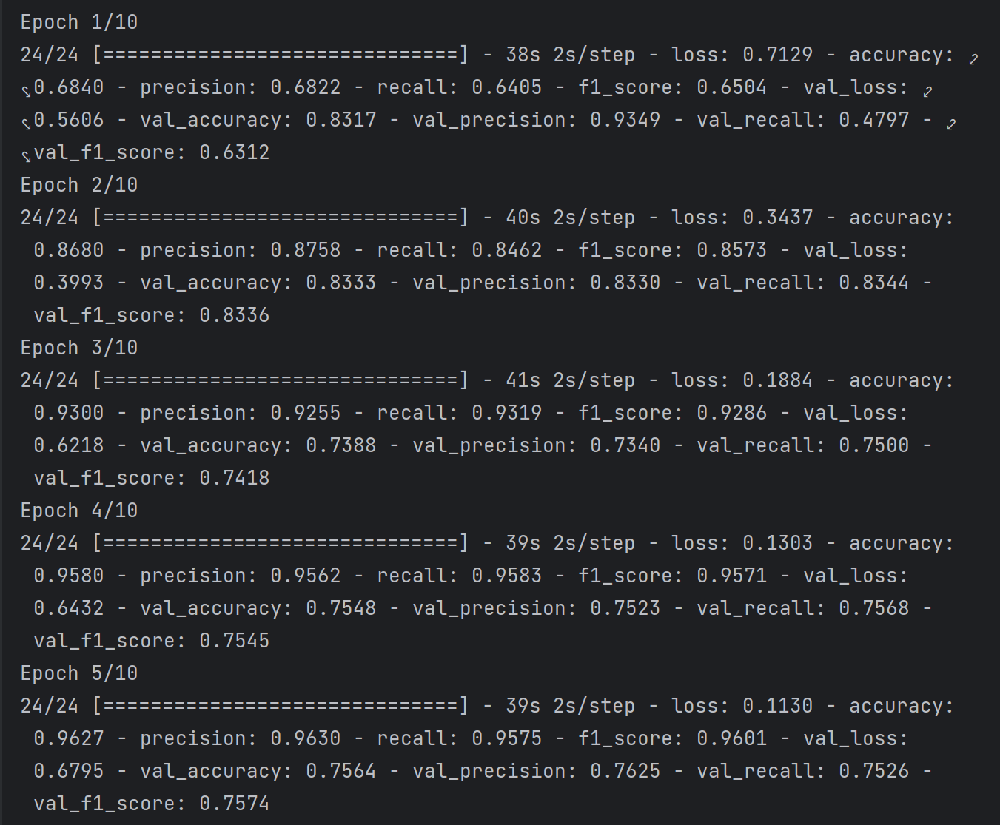 Epoch 1/10
24/24 [==============================] - 38s 2s/step - loss: 0.7129 - accuracy:
0.6840 - precision: 0.6822 - recall: 0.6405 - f1_score: 0.6504 - val_loss:
0.5606 - val_accuracy: 0.8317 - val_precision: 0.9349 - val_recall: 0.4797 -
val_f1_score: 0.6312
Epoch 2/10
24/24 [==============================] - 40s 2s/step - loss: 0.3437 - accuracy:
0.8680 - precision: 0.8758 - recall: 0.8462 - f1_score: 0.8573 - val_loss:
0.3993 - val_accuracy: 0.8333 - val_precision: 0.8330 - val_recall: 0.8344 -
val_f1_score: 0.8336
Epoch 3/10
24/24 [==============================] - 41s 2s/step - loss: 0.1884 - accuracy:
0.9300 - precision: 0.9255 - recall: 0.9319 - f1_score: 0.9286 - val_loss:
0.6218 - val_accuracy: 0.7388 - val_precision: 0.7340 - val_recall: 0.7500 -
val_f1_score: 0.7418
Epoch 4/10
24/24 [==============================] - 39s 2s/step - loss: 0.1303 - accuracy:
0.9580 - precision: 0.9562 - recall: 0.9583 - f1_score: 0.9571 - val_loss:
0.6432 - val_accuracy: 0.7548 - val_precision: 0.7523 - val_recall: 0.7568 -
val_f1_score: 0.7545
Epoch 5/10
24/24 [==============================] - 39s 2s/step - loss: 0.1130 - accuracy:
0.9627 - precision: 0.9630 - recall: 0.9575 - f1_score: 0.9601 - val_loss:
0.6795 - val_accuracy: 0.7564 - val_precision: 0.7625 - val_recall: 0.7526 -
val_f1_score: 0.7574